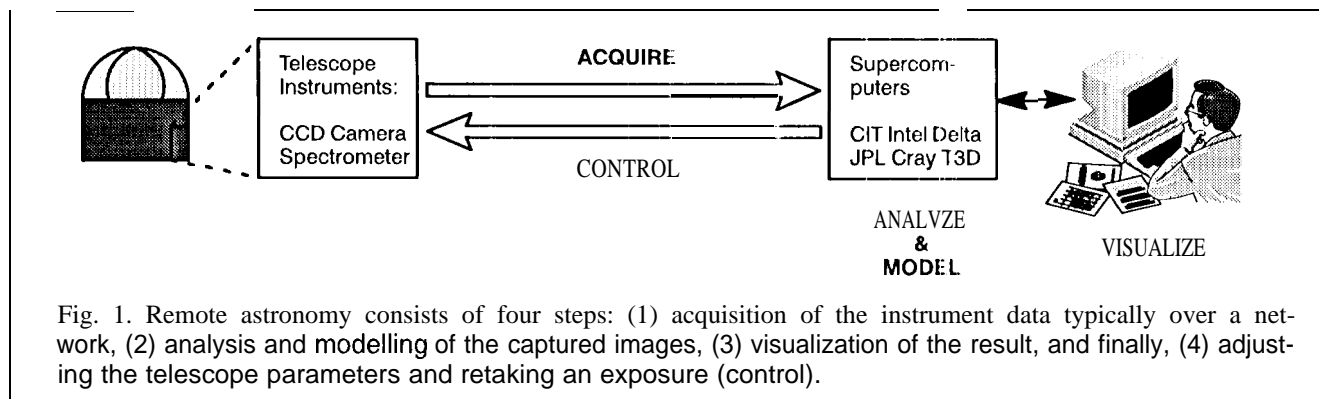 Telescope
Instruments:
CCD Camera
Spectrometer
ACQUIRE
CONTROL
Supercom-
puters
CIT Intel Delta
JPL Cray T3D
ANALVZE
&
MODEL
VISUALIZE
Fig. 1. Remote astronomy consists of four steps: (1) acquisition of the instrument data typically over a net-
work, (2) analysis and modelling of the captured images, (3) visualization of the result, and finally, (4) adjust-
ing the telescope parameters and retaking an exposure (control).